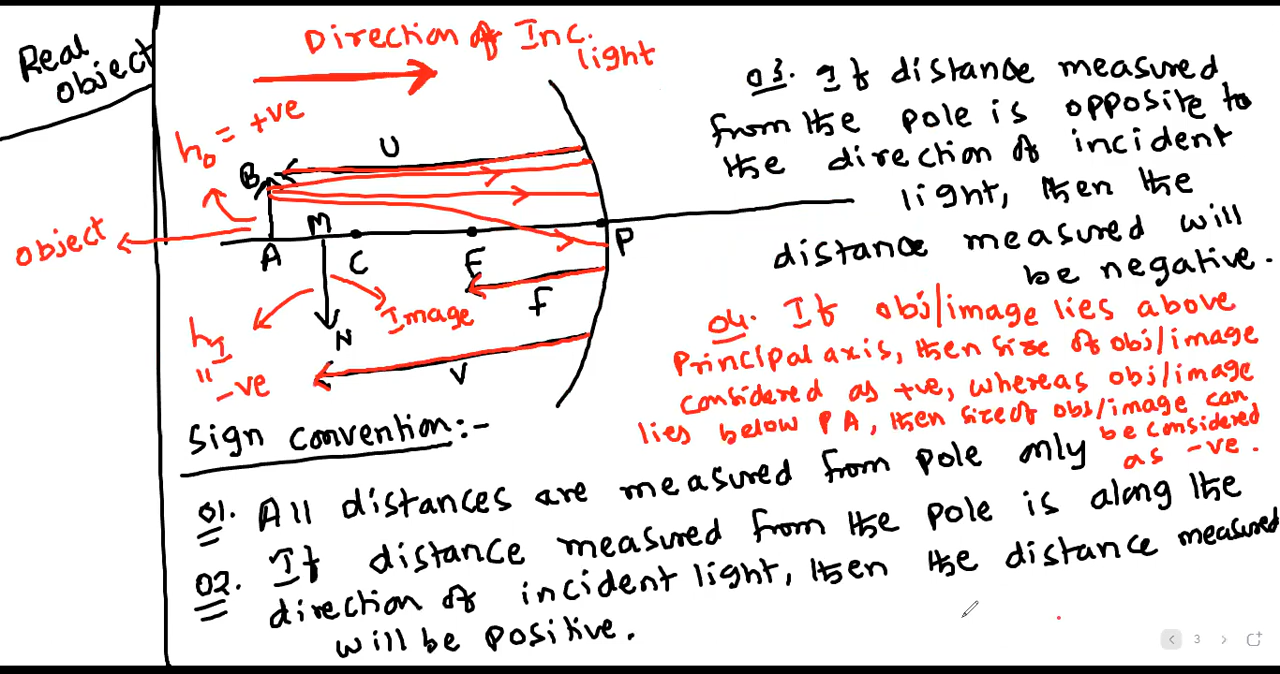 Real
object
Direction of Inc.
light
ho = +ve
U
B
M
A
C
F
P
object
Image
f
hI
"
-ve
N
V
03. If distance measured
from the pole is opposite to
the direction of incident
light, then the
distance measured will
be negative.
04. If obj/image lies above
Principal axis, then size of obj/image
considered as +ve, whereas obj/image
lies below PA, then size of obj/image can
be considered
as -ve.
Sign convention:-
01. All distances are measured from pole only
02. If distance measured from the pole is along the
direction of incident light, then the distance measured
will be positive.
3